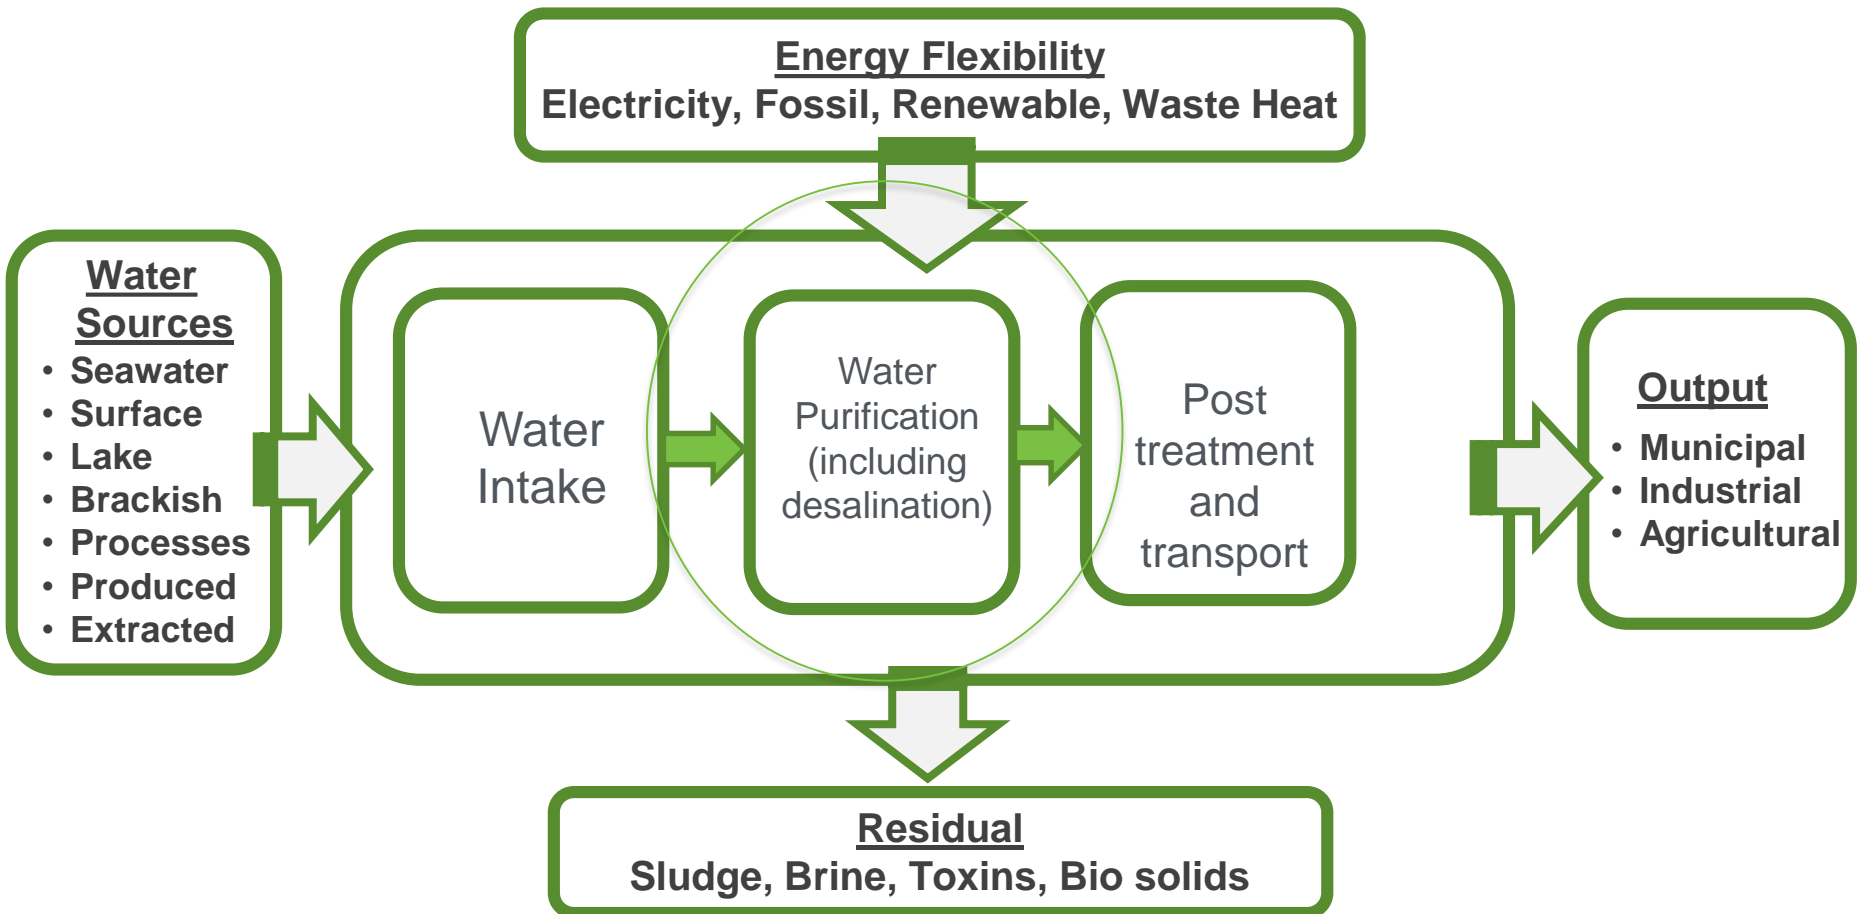 Energy Flexibility
Electricity, Fossil, Renewable, Waste Heat
Water
Sources
• Seawater
• Surface
• Lake
• Brackish
• Processes
• Produced
• Extracted
Water
Intake
Water
Purification
(including
desalination)
Post
treatment
and
transport
Output
• Municipal
• Industrial
• Agricultural
Residual
Sludge, Brine, Toxins, Bio solids